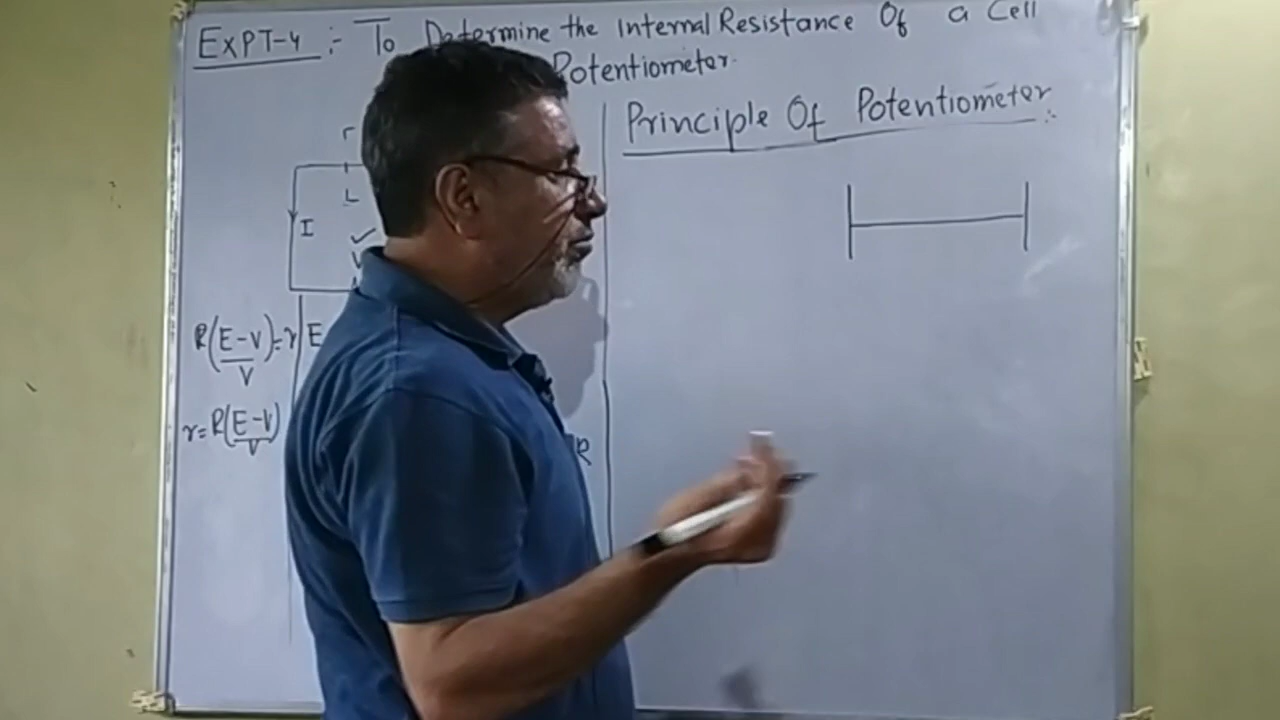 ExPT-4 :- To Determine the Internal Resistance Of a Cell
Potentiometer.
Principle Of Potentiometer :
r
I
✓
V
R(E-V)/V = r
E
r = R(E-V)/V
R